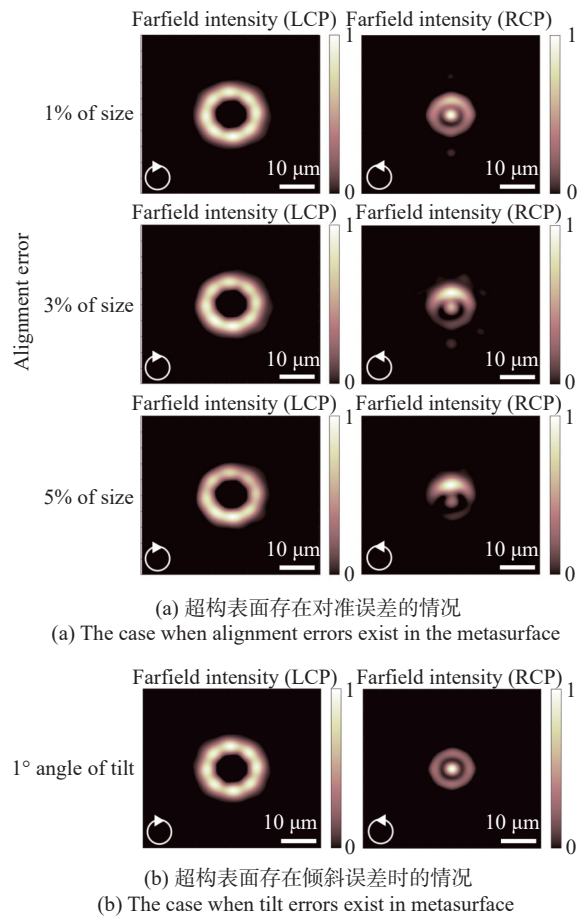 Farfield intensity (LCP) 1 Farfield intensity (RCP) 1
1% of size
10 μm 0 10 μm 0
Farfield intensity (LCP) 1 Farfield intensity (RCP) 1
3% of size
10 μm 0 10 μm 0
Farfield intensity (LCP) 1 Farfield intensity (RCP) 1
5% of size
10 μm 0 10 μm 0
Alignment error
(a) 超构表面存在对准误差的情况
(a) The case when alignment errors exist in the metasurface
Farfield intensity (LCP) 1 Farfield intensity (RCP) 1
1° angle of tilt
10 μm 0 10 μm 0
(b) 超构表面存在倾斜误差时的情况
(b) The case when tilt errors exist in metasurface